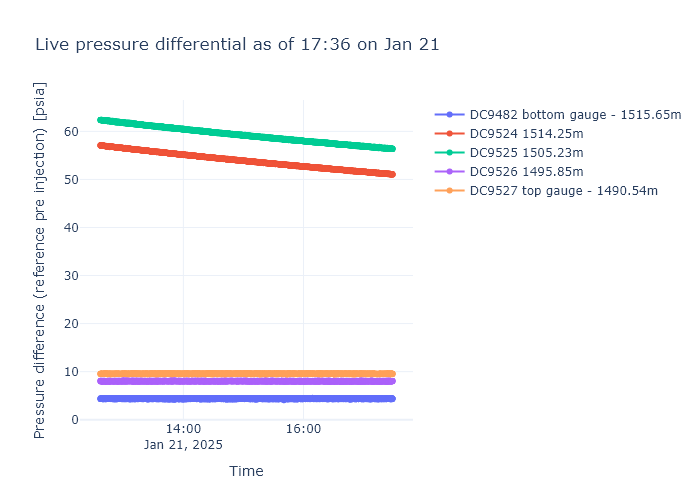 Live pressure differential as of 17:36 on Jan 21
Pressure difference (reference pre injection) [psia]
60
50
40
30
20
10
0
14:00
Jan 21, 2025
16:00
Time
DC9482 bottom gauge - 1515.65m
DC9524 1514.25m
DC9525 1505.23m
DC9526 1495.85m
DC9527 top gauge - 1490.54m